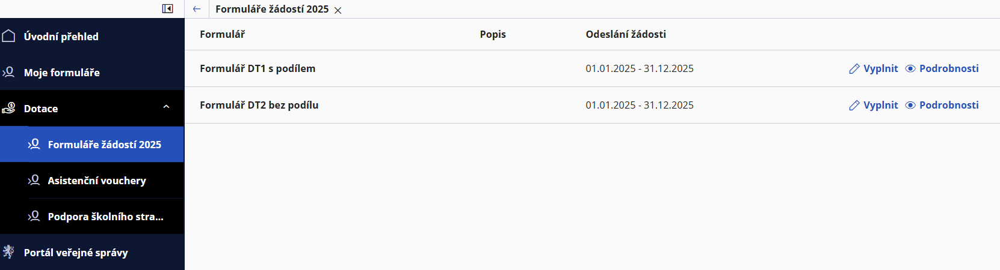 Formuláře žádostí 2025
Úvodní přehled
Moje formuláře
Dotace
Formuláře žádostí 2025
Asistenční vouchery
Podpora školního stra...
Portál veřejné správy
Formulář Popis Odeslání žádosti
Formulář DT1 s podílem 01.01.2025 - 31.12.2025 Vyplnit Podrobnosti
Formulář DT2 bez podílu 01.01.2025 - 31.12.2025 Vyplnit Podrobnosti